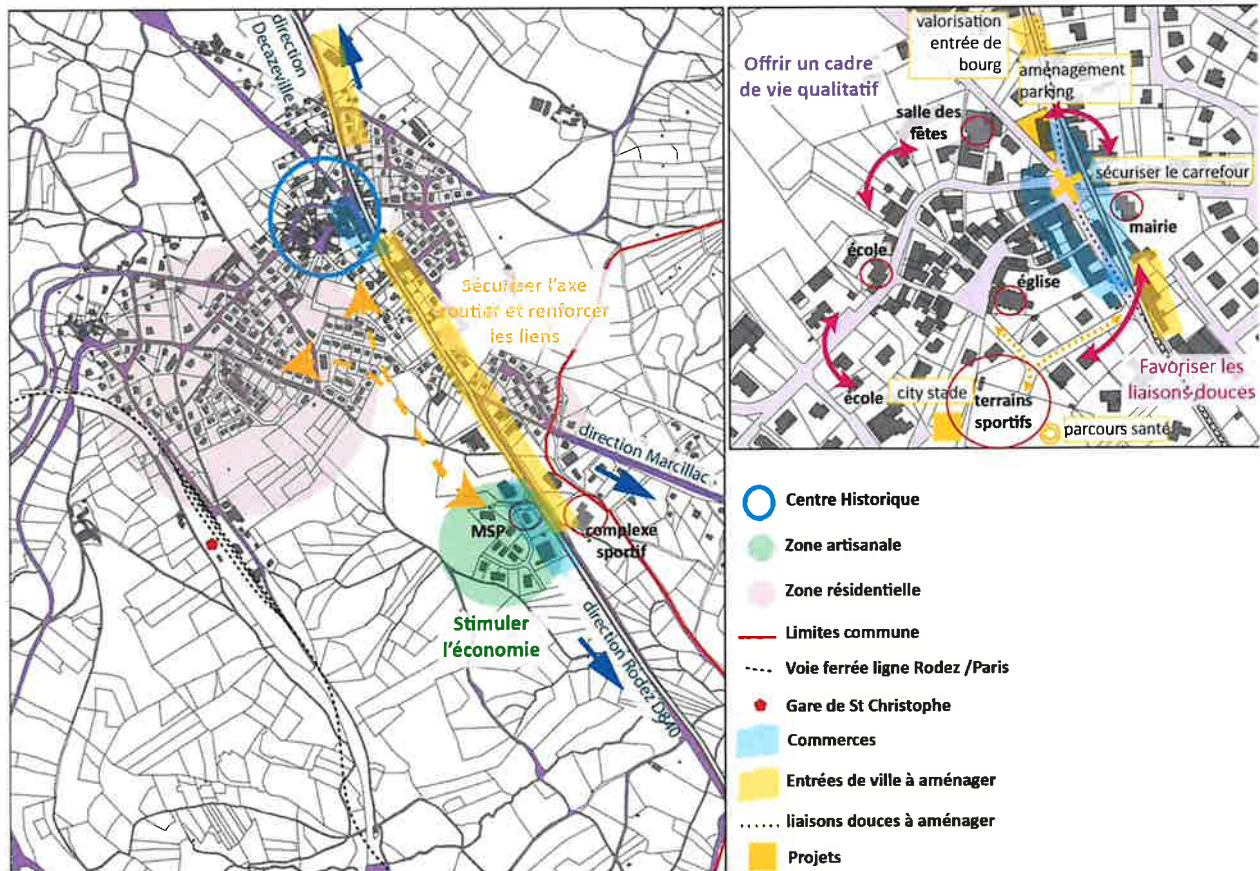 direction
Decazeville
Sécuriser l'axe
routier et renforcer
les liens
direction Marcillac
MSP
complexe
sportif
Stimuler
l'économie
direction Rodez D840
valorisation
entrée de
bourg
Offrir un cadre
de vie qualitatif
aménagement
parking
salle des
fêtes
sécuriser le carrefour
mairie
école
église
Favoriser les
liaisons douces
école
city stade
terrains
sportifs
parcours santé
Centre Historique
Zone artisanale
Zone résidentielle
Limites commune
Voie ferrée ligne Rodez /Paris
Gare de St Christophe
Commerces
Entrées de ville à aménager
liaisons douces à aménager
Projets